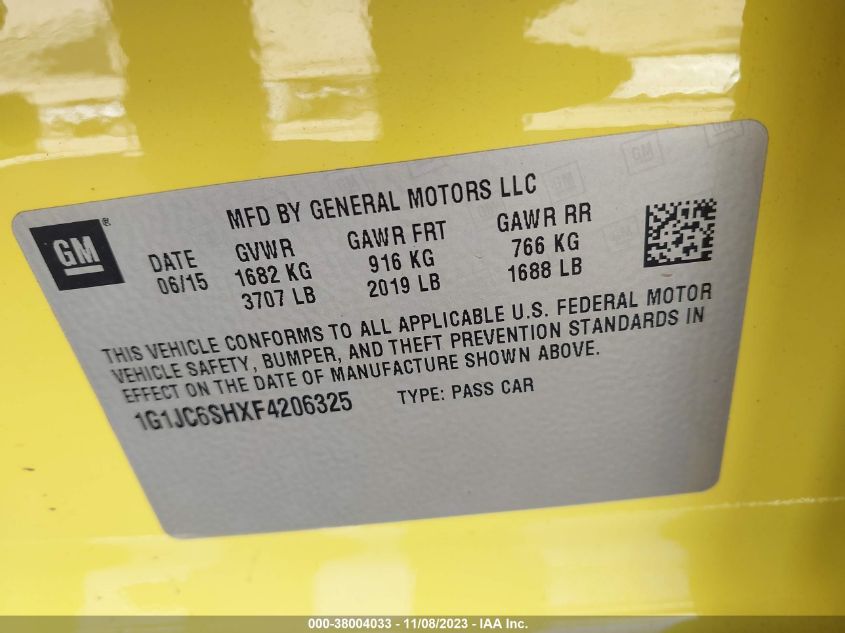 MFD BY GENERAL MOTORS LLC
GM®
DATE GVWR GAWR FRT GAWR RR
06/15 1682 KG 916 KG 766 KG
3707 LB 2019 LB 1688 LB
THIS VEHICLE CONFORMS TO ALL APPLICABLE U.S. FEDERAL MOTOR
VEHICLE SAFETY, BUMPER, AND THEFT PREVENTION STANDARDS IN
EFFECT ON THE DATE OF MANUFACTURE SHOWN ABOVE.
1G1JC6SHXF4206325 TYPE: PASS CAR
000-38004033 - 11/08/2023 - IAA Inc.